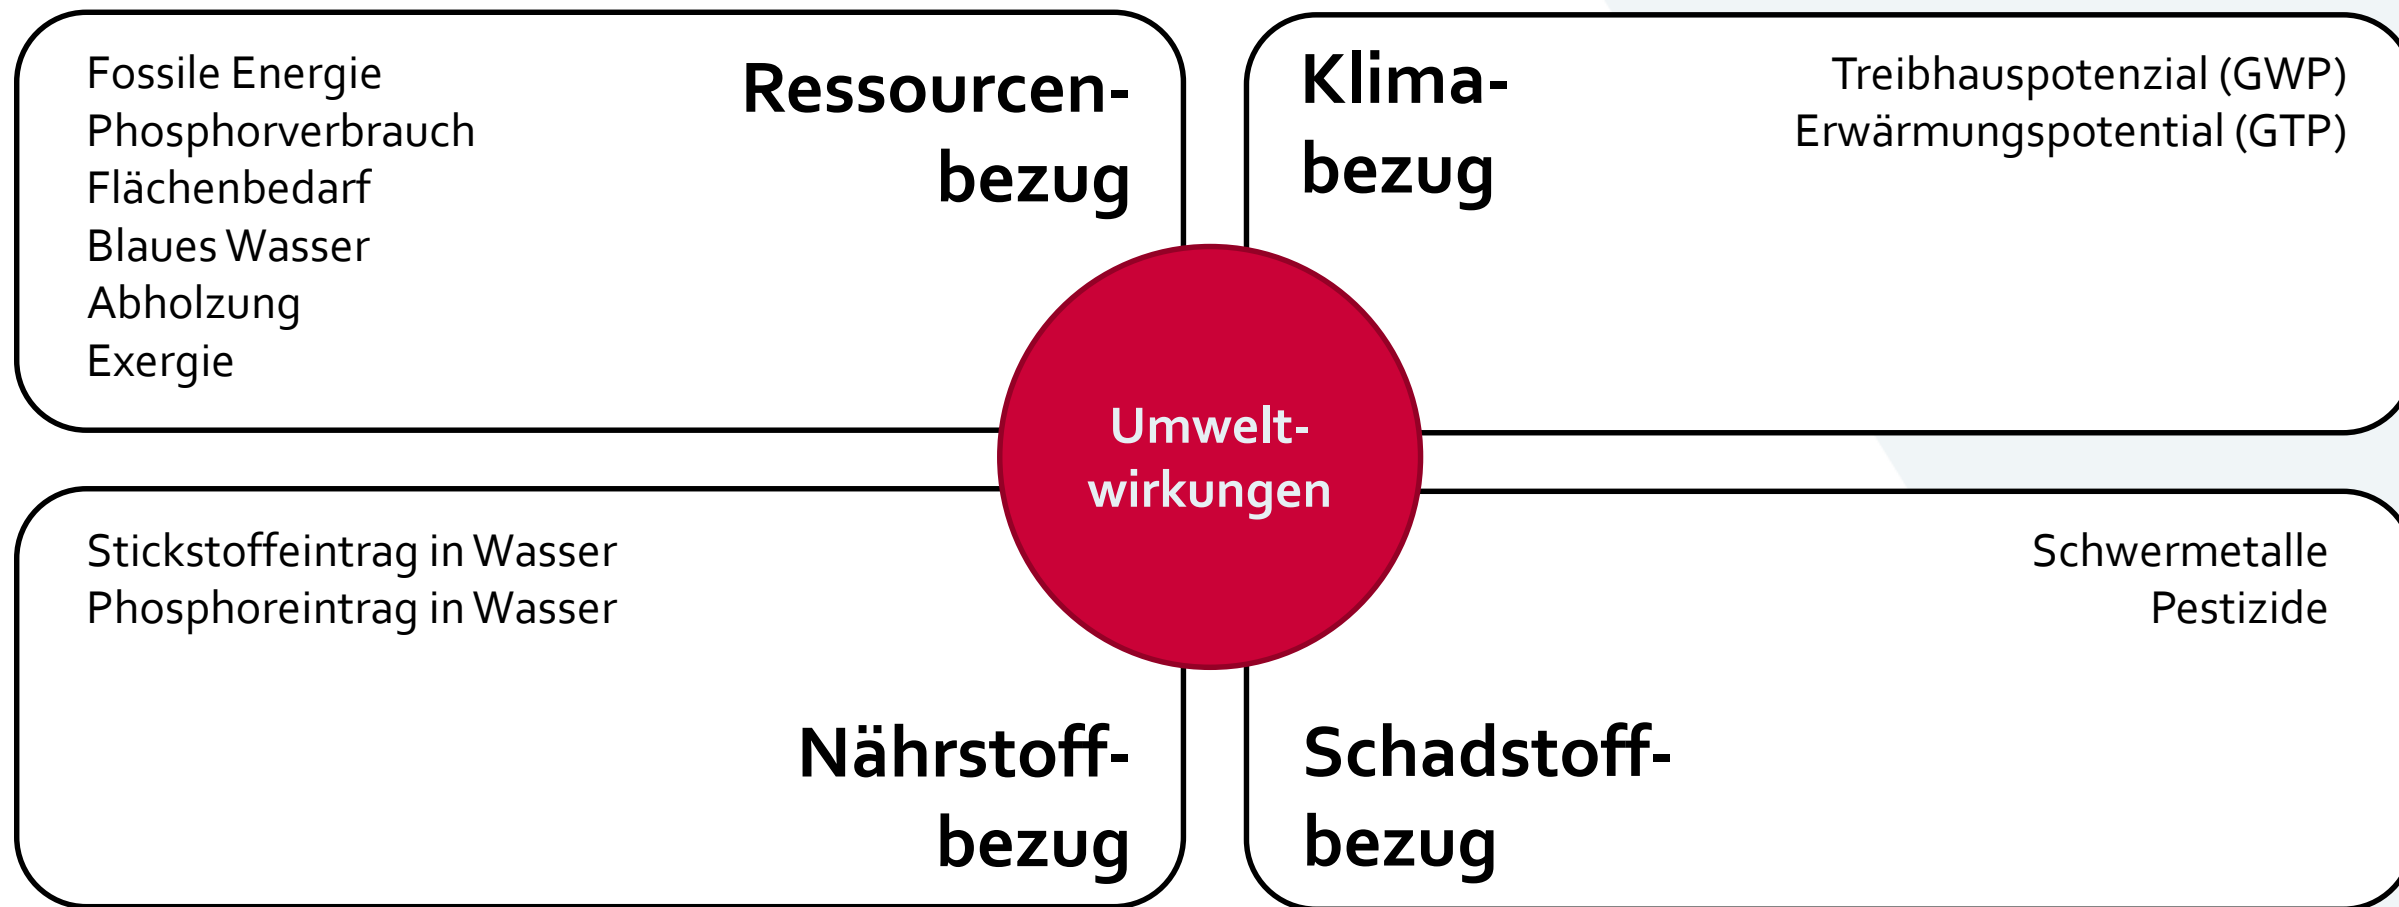 Fossile Energie
Phosphorverbrauch
Flächenbedarf
Blaues Wasser
Abholzung
Exergie
Ressourcen-
bezug
Klima-
bezug
Treibhauspotenzial (GWP)
Erwärmungspotential (GTP)
Umwelt-
wirkungen
Stickstoffeintrag in Wasser
Phosphoreintrag in Wasser
Nährstoff-
bezug
Schadstoff-
bezug
Schwermetalle
Pestizide